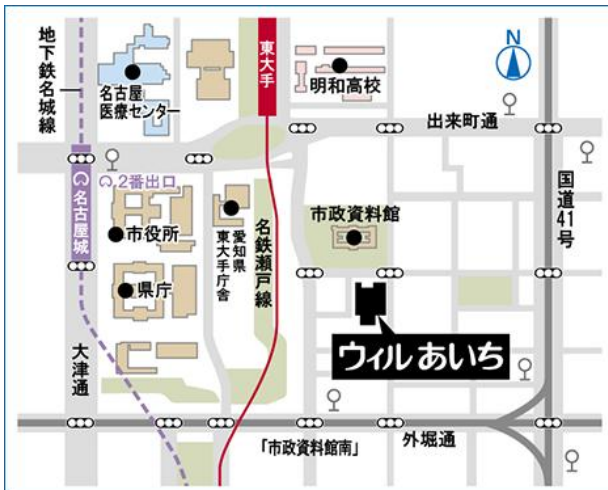 地下鉄名城線
名古屋
医療センター
東大手
明和高校
N
出来町通
2番出口
名古屋城
市役所
愛知県
東大手庁舎
名鉄瀬戸線
市政資料館
国道41号
県庁
ウィルあいち
大津通
「市政資料館南」
外堀通